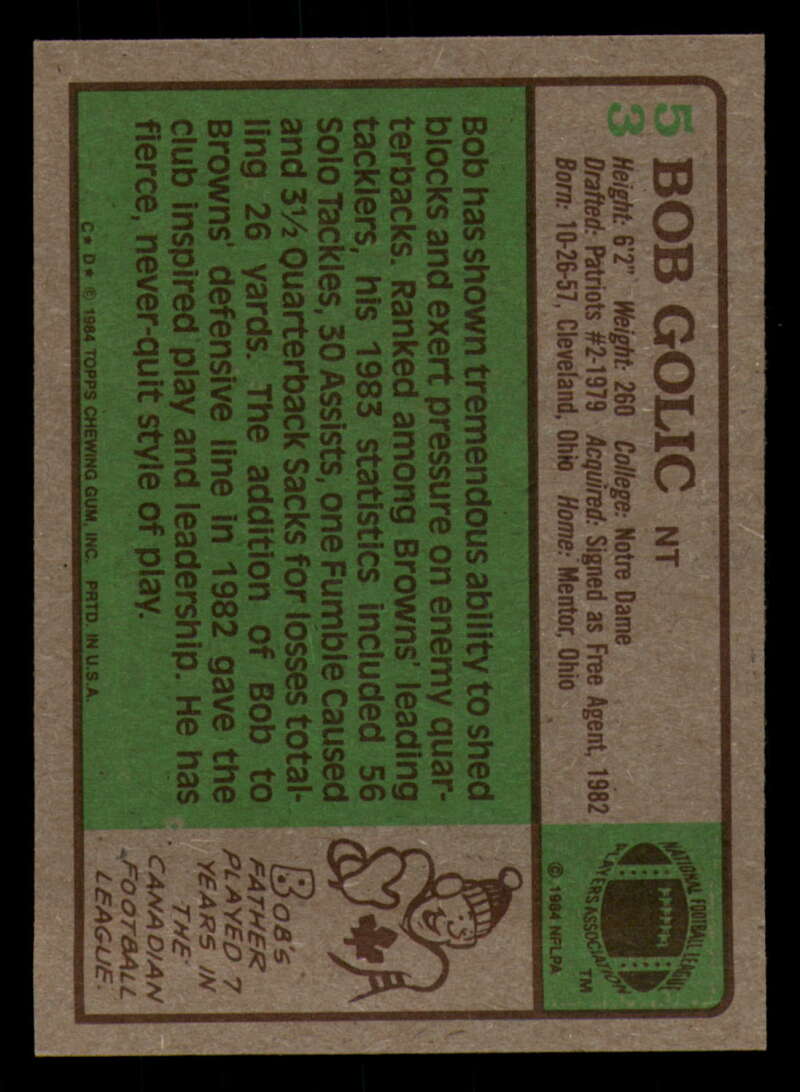 53
BOB GOLIC NT
Height: 6'2" Weight: 260 College: Notre Dame
Drafted: Patriots #2-1979 Acquired: Signed as Free Agent, 1982
Born: 10-26-57, Cleveland, Ohio Home: Mentor, Ohio
NATIONAL FOOTBALL LEAGUE
PLAYERS ASSOCIATION
TM
© 1984 NFLPA
Bob has shown tremendous ability to shed
blocks and exert pressure on enemy quar-
terbacks. Ranked among Browns' leading
tacklers, his 1983 statistics included 56
Solo Tackles, 30 Assists, one Fumble Caused
and 3½ Quarterback Sacks for losses total-
ling 26 yards. The addition of Bob to
Browns' defensive line in 1982 gave the
club inspired play and leadership. He has
fierce, never-quit style of play.
C* D* ℗ 1984 TOPPS CHEWING GUM, INC. PRTD. IN U.S.A.
BOB'S
FATHER
PLAYED 7
YEARS IN
THE
CANADIAN
FOOTBALL
LEAGUE.